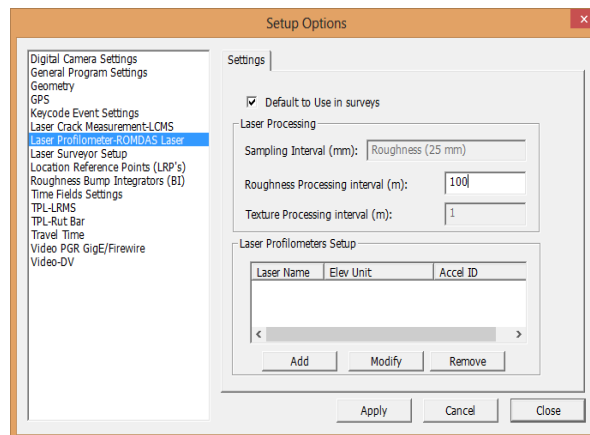 Setup Options
x
Digital Camera Settings
General Program Settings
Geometry
GPS
Keycode Event Settings
Laser Crack Measurement-LCMS
Laser Profilometer-ROMDAS Laser
Laser Surveyor Setup
Location Reference Points (LRP's)
Roughness Bump Integrators (BI)
Time Fields Settings
TPL-LRMS
TPL-Rut Bar
Travel Time
Video PGR GigE/Firewire
Video-DV
Settings
Default to Use in surveys
Laser Processing
Sampling Interval (mm): Roughness (25 mm)
Roughness Processing interval (m): 100
Texture Processing interval (m): 1
Laser Profilometers Setup
Laser Name Elev Unit Accel ID
Add Modify Remove
Apply Cancel Close